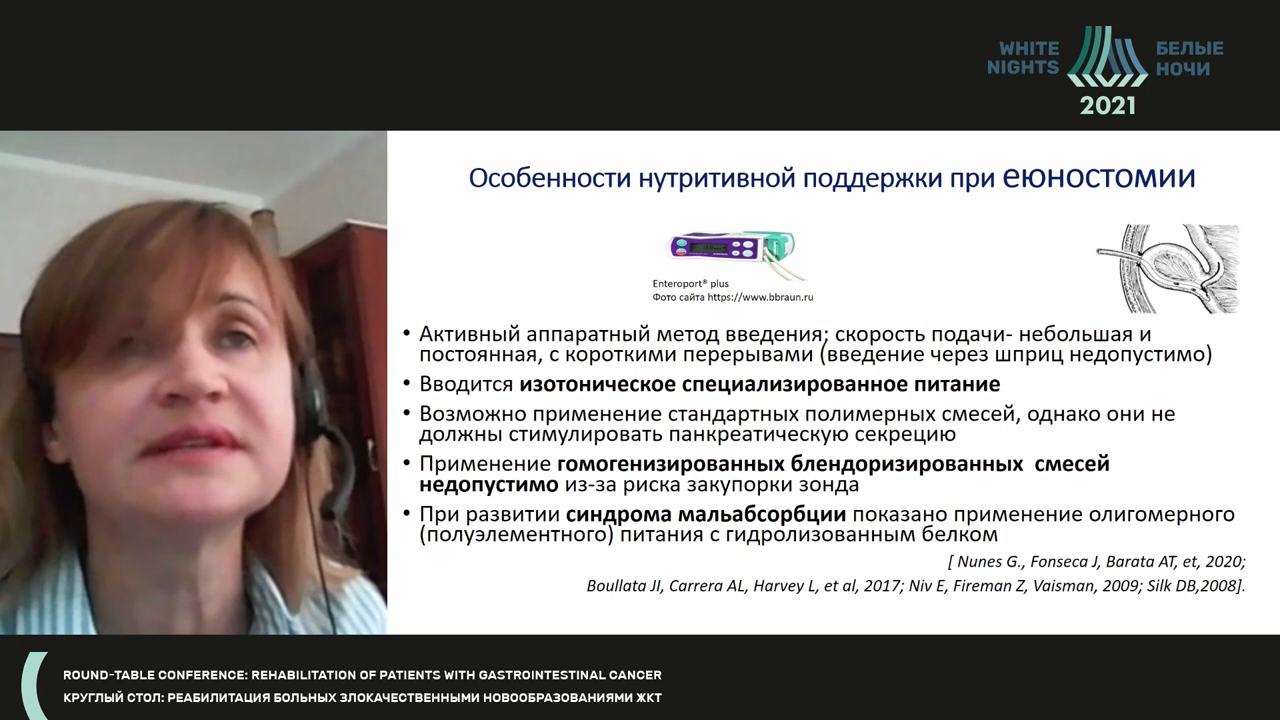 WHITE NIGHTS
БЕЛЫЕ НОЧИ
2021
Особенности нутритивной поддержки при еюностомии
Enteroport® plus
Фото сайта https://www.bbraun.ru
• Активный аппаратный метод введения; скорость подачи- небольшая и
постоянная, с короткими перерывами (введение через шприц недопустимо)
• Вводится изотоническое специализированное питание
• Возможно применение стандартных полимерных смесей, однако они не
должны стимулировать панкреатическую секрецию
• Применение гомогенизированных блендоризированных смесей
недопустимо из-за риска закупорки зонда
• При развитии синдрома мальабсорбции показано применение олигомерного
(полуэлементного) питания с гидролизованным белком
[ Nunes G., Fonseca J, Barata AT, et, 2020;
Boullata JI, Carrera AL, Harvey L, et al, 2017; Niv E, Fireman Z, Vaisman, 2009; Silk DB,2008].
ROUND-TABLE CONFERENCE: REHABILITATION OF PATIENTS WITH GASTROINTESTINAL CANCER
КРУГЛЫЙ СТОЛ: РЕАБИЛИТАЦИЯ БОЛЬНЫХ ЗЛОКАЧЕСТВЕННЫМИ НОВООБРАЗОВАНИЯМИ ЖКТ